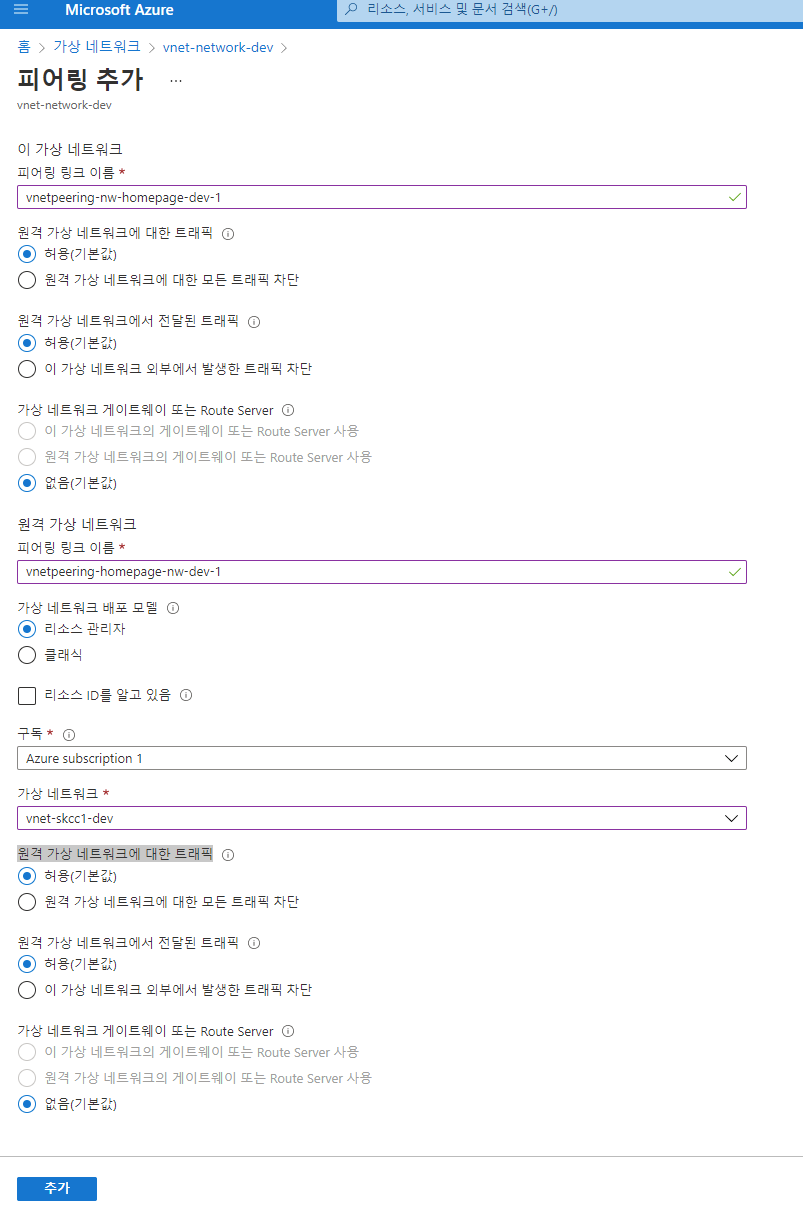 Microsoft Azure
리소스, 서비스 및 문서 검색(G+/)
홈 > 가상 네트워크 > vnet-network-dev >
피어링 추가 ...
vnet-network-dev
이 가상 네트워크
피어링 링크 이름 *
vnetpeering-nw-homepage-dev-1
원격 가상 네트워크에 대한 트래픽
허용(기본값)
원격 가상 네트워크에 대한 모든 트래픽 차단
원격 가상 네트워크에서 전달된 트래픽
허용(기본값)
이 가상 네트워크 외부에서 발생한 트래픽 차단
가상 네트워크 게이트웨이 또는 Route Server
이 가상 네트워크의 게이트웨이 또는 Route Server 사용
원격 가상 네트워크의 게이트웨이 또는 Route Server 사용
없음(기본값)
원격 가상 네트워크
피어링 링크 이름 *
vnetpeering-homepage-nw-dev-1
가상 네트워크 배포 모델
리소스 관리자
클래식
리소스 ID를 알고 있음
구독 *
Azure subscription 1
가상 네트워크 *
vnet-skcc1-dev
원격 가상 네트워크에 대한 트래픽
허용(기본값)
원격 가상 네트워크에 대한 모든 트래픽 차단
원격 가상 네트워크에서 전달된 트래픽
허용(기본값)
이 가상 네트워크 외부에서 발생한 트래픽 차단
가상 네트워크 게이트웨이 또는 Route Server
이 가상 네트워크의 게이트웨이 또는 Route Server 사용
원격 가상 네트워크의 게이트웨이 또는 Route Server 사용
없음(기본값)
추가